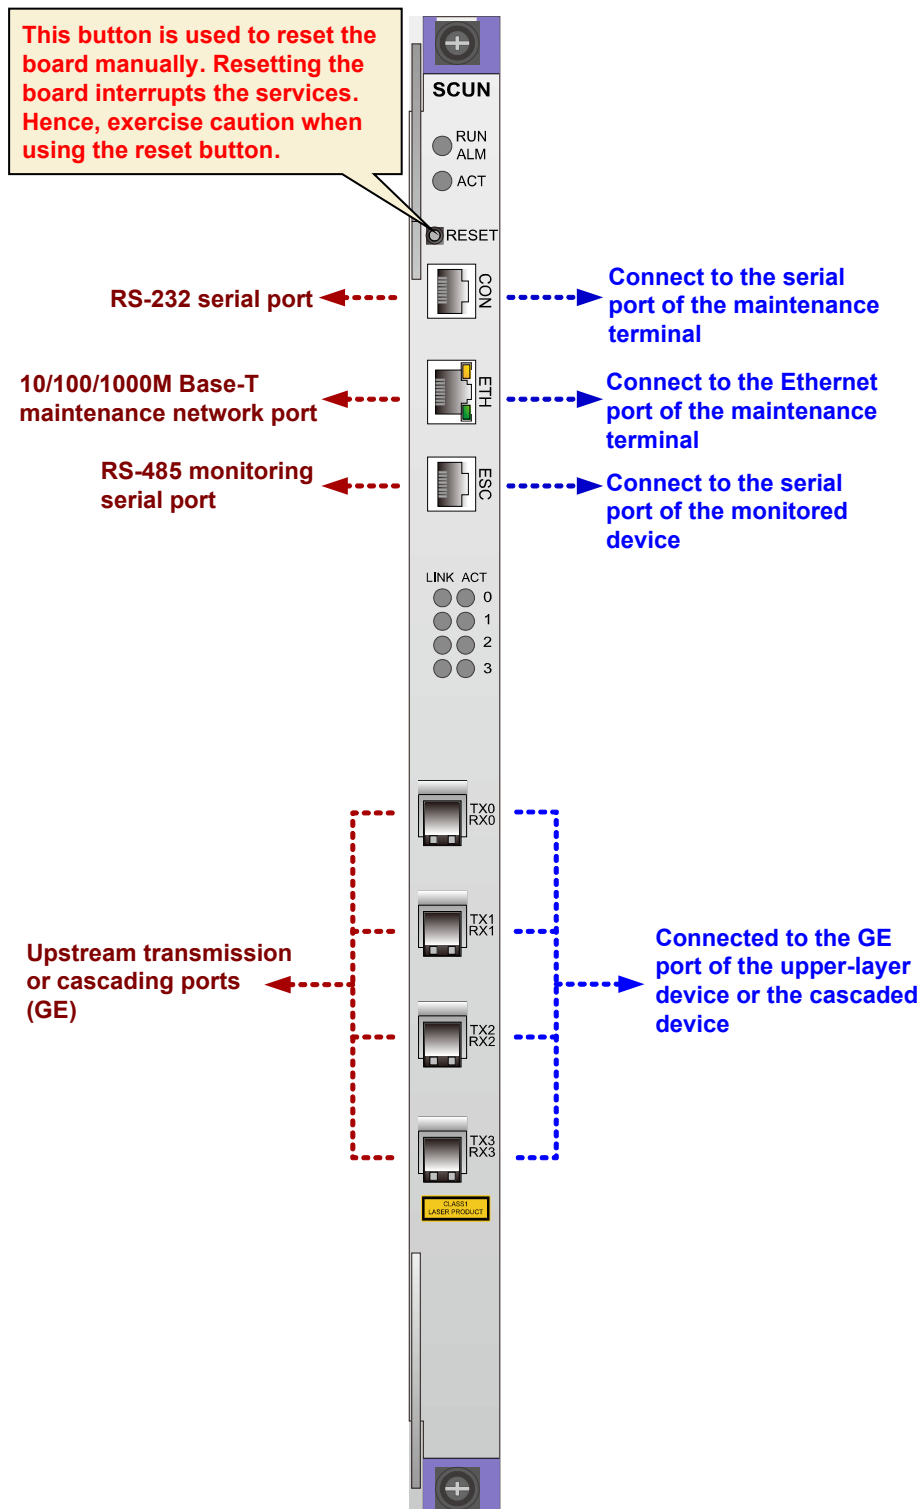 This button is used to reset the
board manually. Resetting the
board interrupts the services.
Hence, exercise caution when
using the reset button.
SCUN
RUN
ALM
ACT
RESET
RS-232 serial port
CON
Connect to the serial
port of the maintenance
terminal
10/100/1000M Base-T
maintenance network port
ETH
Connect to the Ethernet
port of the maintenance
terminal
RS-485 monitoring
serial port
ESC
Connect to the serial
port of the monitored
device
LINK ACT
0
1
2
3
TX0
RX0
TX1
RX1
Upstream transmission
or cascading ports
(GE)
Connected to the GE
port of the upper-layer
device or the cascaded
device
TX2
RX2
TX3
RX3
CLASS1
LASER PRODUCT